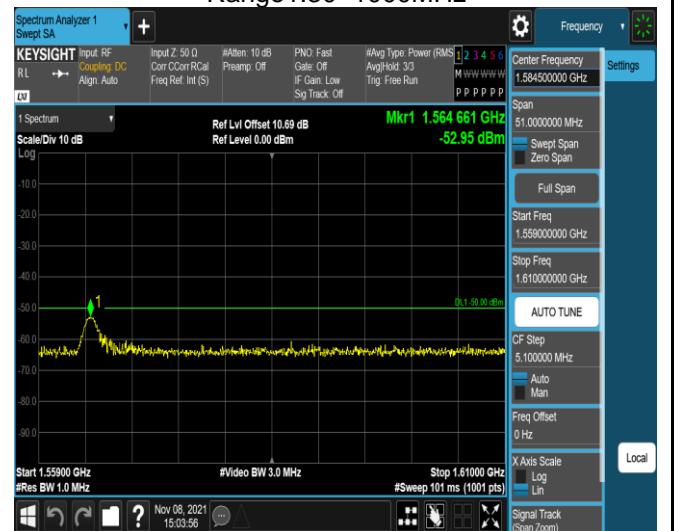 Spectrum Analyzer 1
Swept SA
+
Frequency
KEYSIGHT
RL
LXI
Input: RF
Coupling: DC
Align: Auto
Input Z: 50 Ω
Corr CCorr RCal
Freq Ref: Int (S)
#Atten: 10 dB
Preamp: Off
PNO: Fast
Gate: Off
IF Gain: Low
Sig Track: Off
#Avg Type: Power (RMS
Avg|Hold: 3/3
Trig: Free Run
1 2 3 4 5 6
M W W W W W
P P P P P P
Center Frequency
1.584500000 GHz
Settings
Span
51.0000000 MHz
Swept Span
Zero Span
Full Span
Start Freq
1.559000000 GHz
Stop Freq
1.610000000 GHz
AUTO TUNE
CF Step
5.100000 MHz
Auto
Man
Freq Offset
0 Hz
X Axis Scale
Log
Lin
Local
Signal Track
(Span Zoom)
1 Spectrum
Scale/Div 10 dB
Log
Ref Lvl Offset 10.69 dB
Ref Level 0.00 dBm
Mkr1 1.564 661 GHz
-52.95 dBm
-10.0
-20.0
-30.0
-40.0
-50.0
1
DL1 -50.00 dBm
-60.0
-70.0
-80.0
-90.0
Start 1.55900 GHz
#Res BW 1.0 MHz
#Video BW 3.0 MHz
Stop 1.61000 GHz
#Sweep 101 ms (1001 pts)
?
Nov 08, 2021
15:03:56